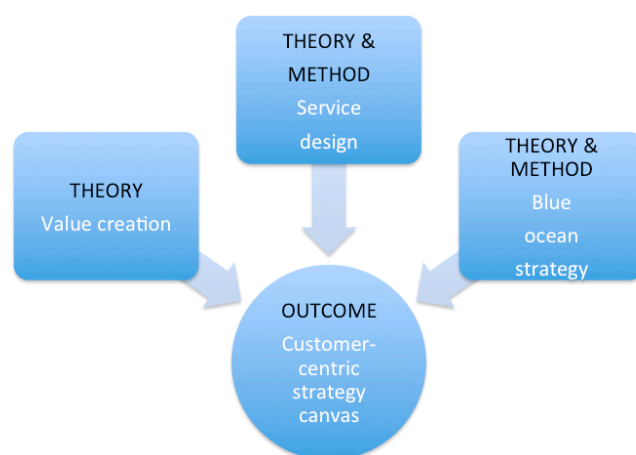 THEORY &
METHOD
Service
design
THEORY
Value creation
THEORY &
METHOD
Blue
ocean
strategy
OUTCOME
Customer-
centric
strategy
canvas